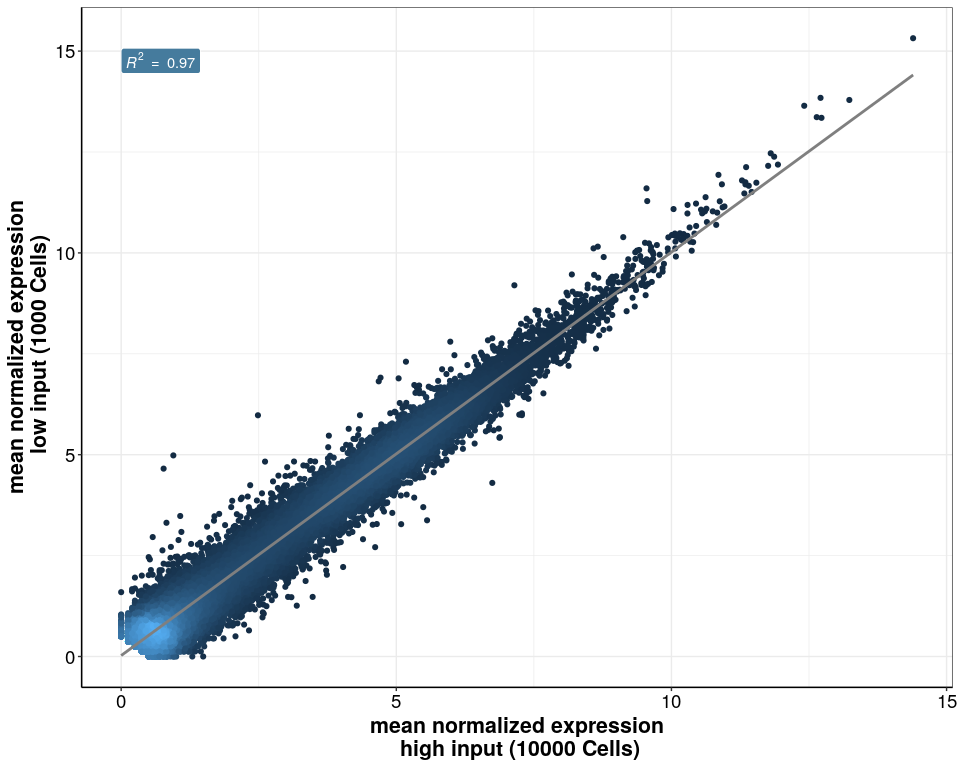 15
R² = 0.97
10
5
0
mean normalized expression
low input (1000 Cells)
0 5 10 15
mean normalized expression
high input (10000 Cells)